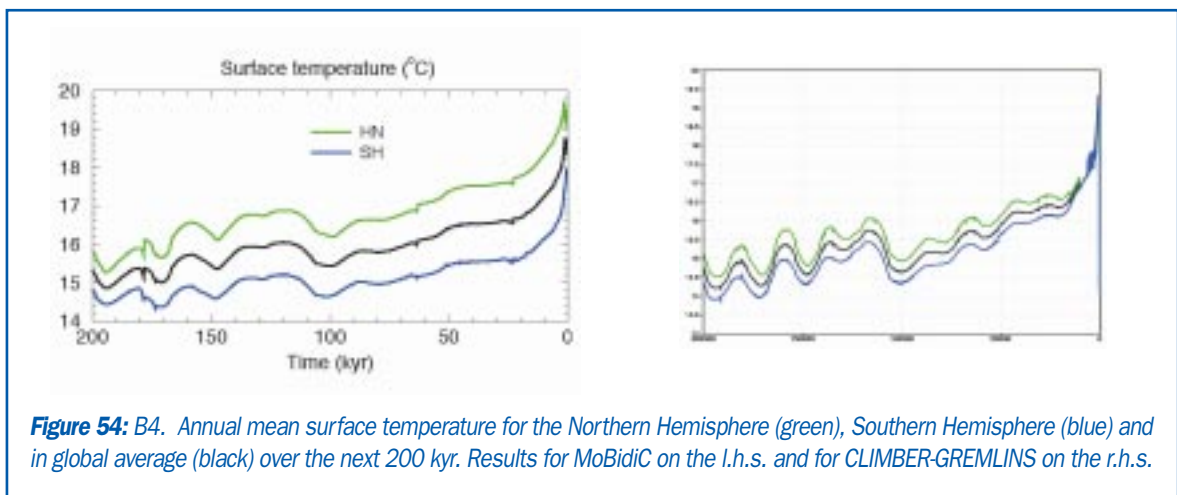 Surface temperature (°C)
20
19
18
17
16
15
14
HN
SH
200
150
100
50
0
Time (kyr)
Figure 54: B4. Annual mean surface temperature for the Northern Hemisphere (green), Southern Hemisphere (blue) and
in global average (black) over the next 200 kyr. Results for MoBidiC on the l.h.s. and for CLIMBER-GREMLINS on the r.h.s.